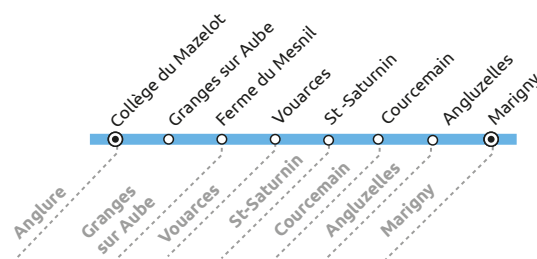 Collège du Mazelot
Granges sur Aube
Ferme du Mesnil
Vouarces
St-Saturnin
Courcemain
Angluzelles
Marigny
Anglure
Granges
sur Aube
Vouarces
St-Saturnin
Courcemain
Angluzelles
Marigny